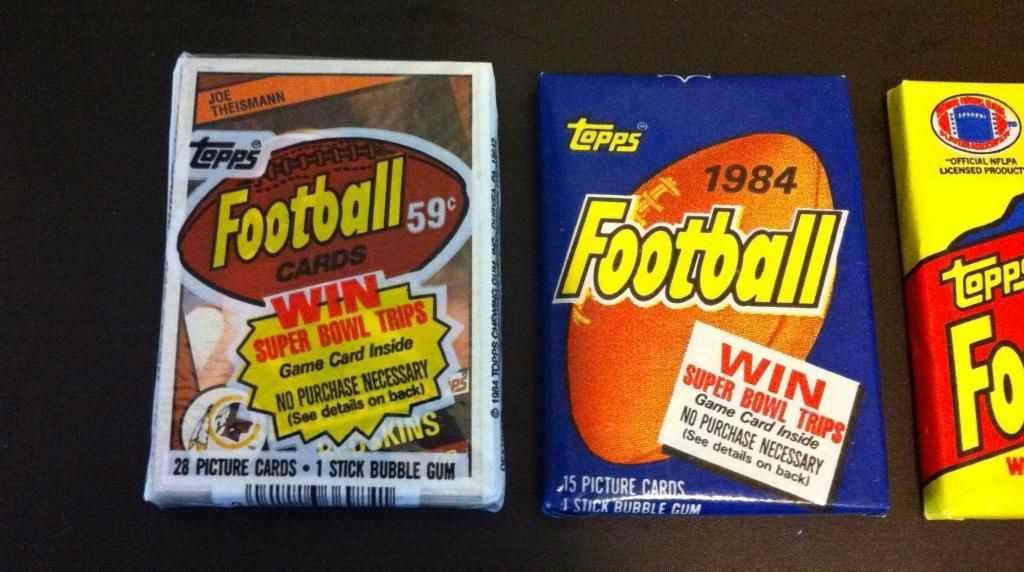 JOE
THEISMANN
Topps
Football
59¢
CARDS
WIN
SUPER BOWL TRIPS
Game Card Inside
NO PURCHASE NECESSARY
(See details on back)
28 PICTURE CARDS • 1 STICK BUBBLE GUM
© 1984 TOPPS CHEWING GUM, INC.
Topps
1984
Football
WIN
SUPER BOWL TRIPS
Game Card Inside
NO PURCHASE NECESSARY
(See details on back)
15 PICTURE CARDS
1 STICK BUBBLE GUM
"OFFICIAL NFLPA
LICENSED PRODUCT
Topps
Fo
W